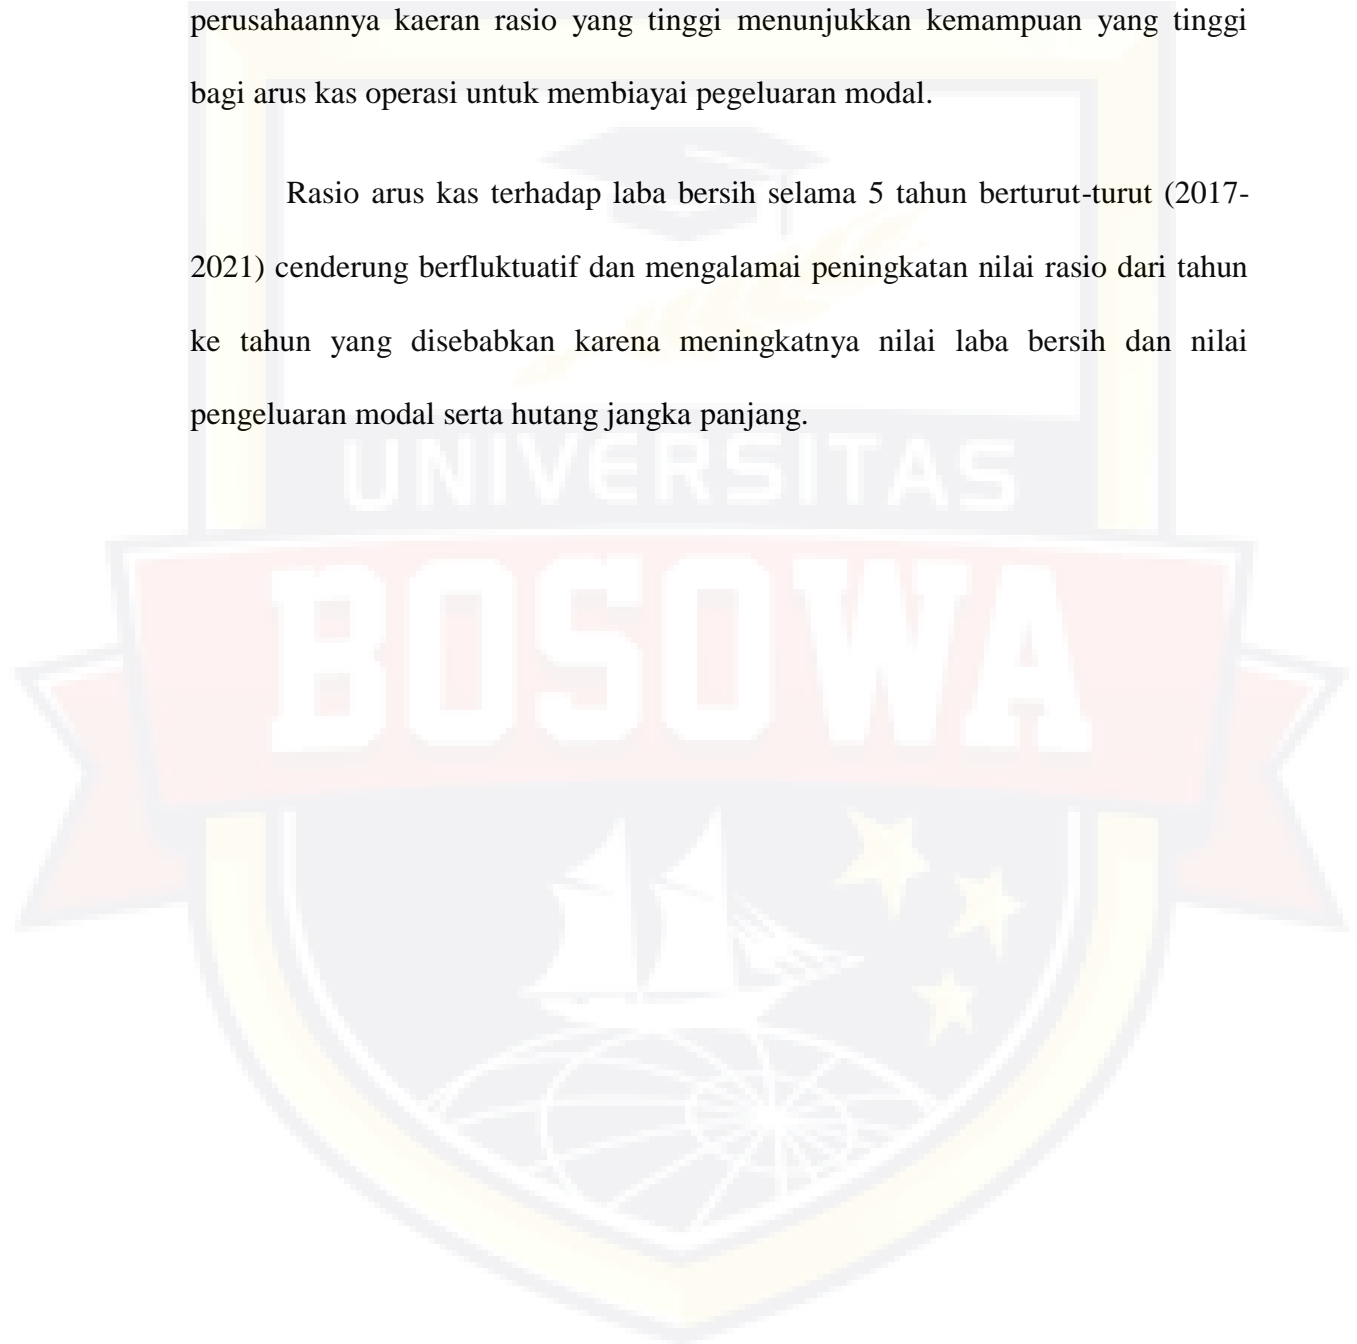 perusahaannya kaeran rasio yang tinggi menunjukkan kemampuan yang tinggi
bagi arus kas operasi untuk membiayai pegeluaran modal.
Rasio arus kas terhadap laba bersih selama 5 tahun berturut-turut (2017-
2021) cenderung berfluktuatif dan mengalamai peningkatan nilai rasio dari tahun
ke tahun yang disebabkan karena meningkatnya nilai laba bersih dan nilai
pengeluaran modal serta hutang jangka panjang.
UNIVERSITAS
BOSOWA